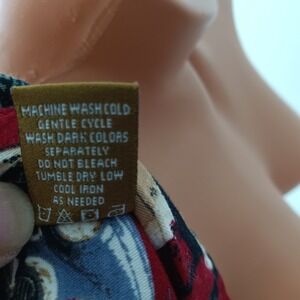 MACHINE WASH COLD
GENTLE CYCLE
WASH DARK COLORS
SEPARATELY
DO NOT BLEACH
TUMBLE DRY LOW
COOL IRON
AS NEEDED